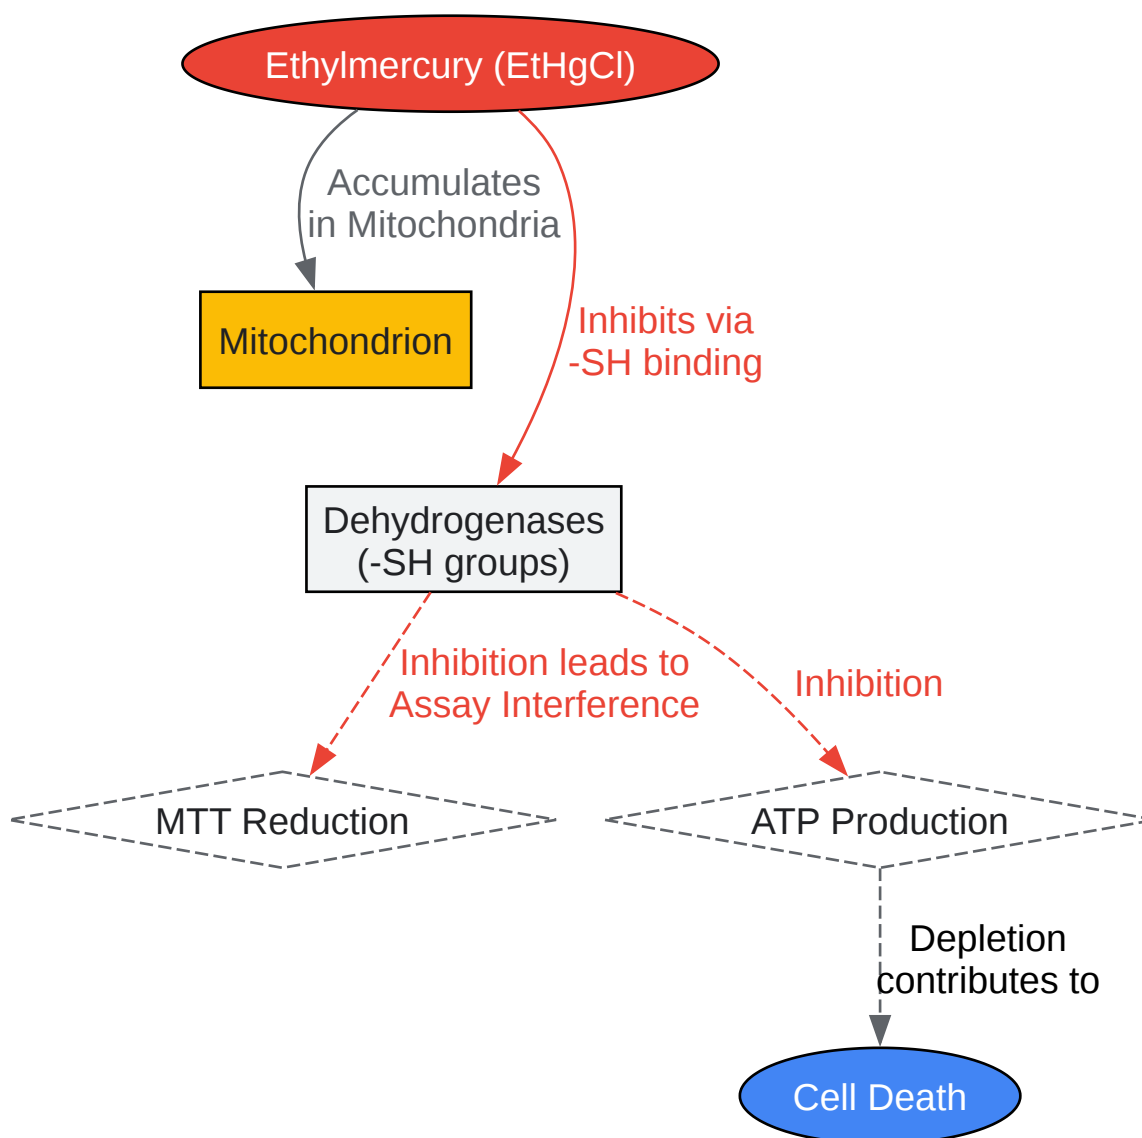 Ethylmercury (EtHgCl)
Accumulates
in Mitochondria
Inhibits via
-SH binding
Mitochondrion
Dehydrogenases
(-SH groups)
Inhibition leads to
Assay Interference
Inhibition
MTT Reduction
ATP Production
Depletion
contributes to
Cell Death